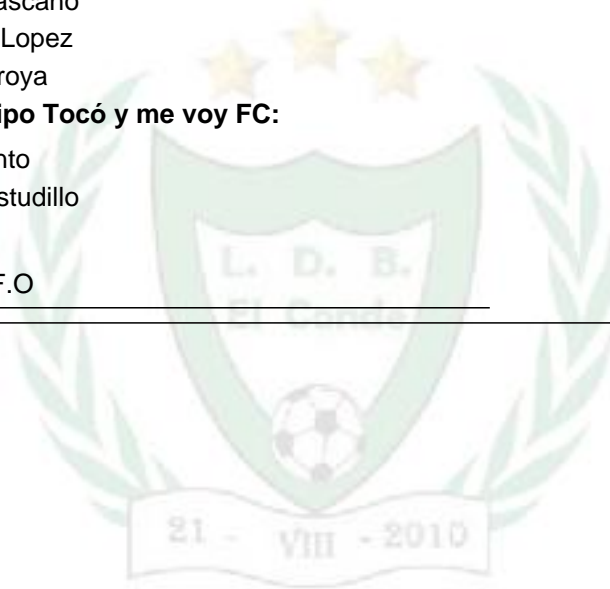 ascano
Lopez
roya
ipo Tocó y me voy FC:
nto
studillo
F.O
L. D. B.
El Conde
21 - VIII - 2010